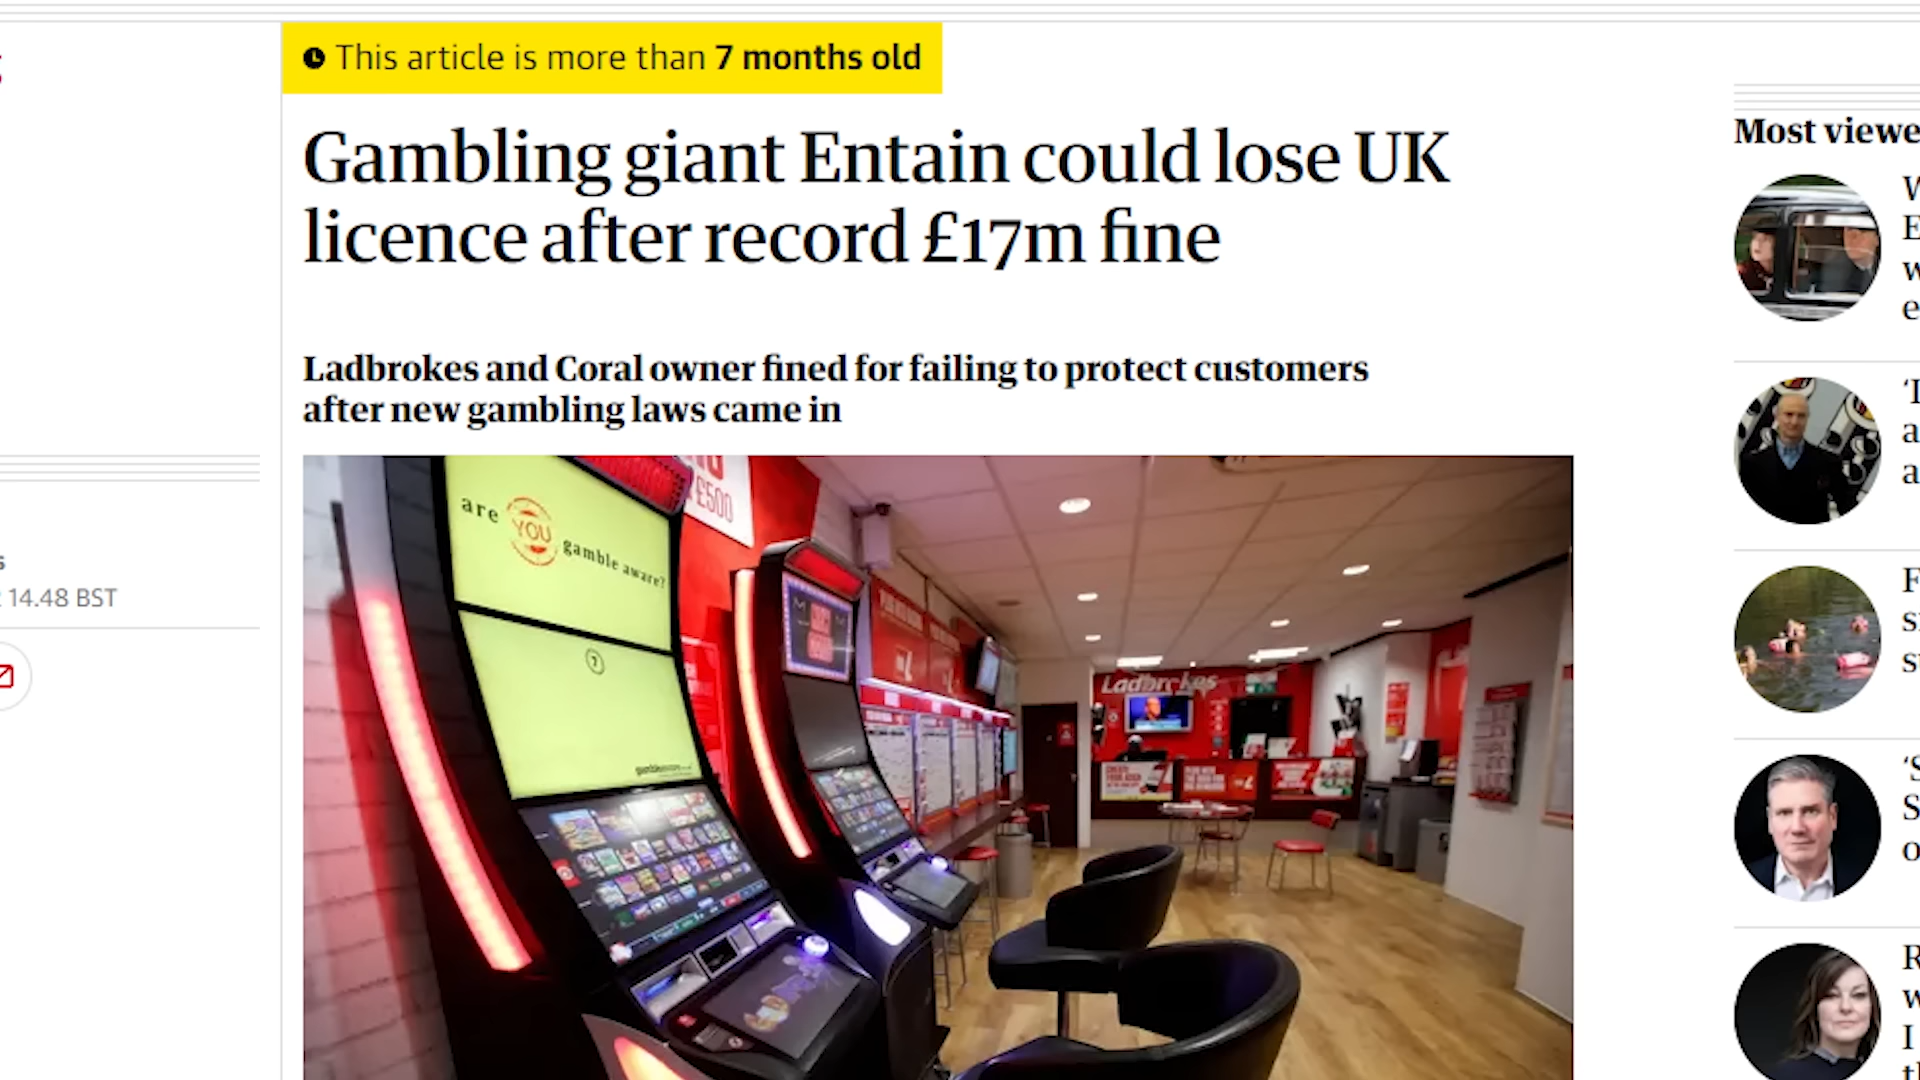 This article is more than 7 months old
Gambling giant Entain could lose UK
licence after record £17m fine
Ladbrokes and Coral owner fined for failing to protect customers
after new gambling laws came in
14.48 BST
£500
are YOU gamble aware?
Ladbrokes
Most viewe